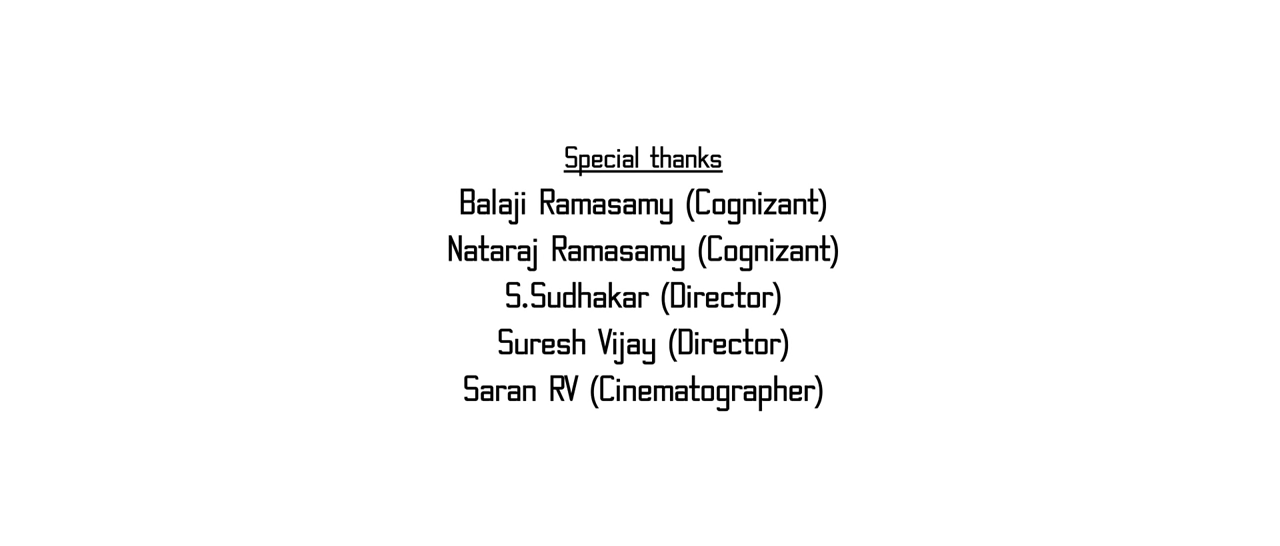 Special thanks
Balaji Ramasamy (Cognizant)
Nataraj Ramasamy (Cognizant)
S.Sudhakar (Director)
Suresh Vijay (Director)
Saran RV (Cinematographer)